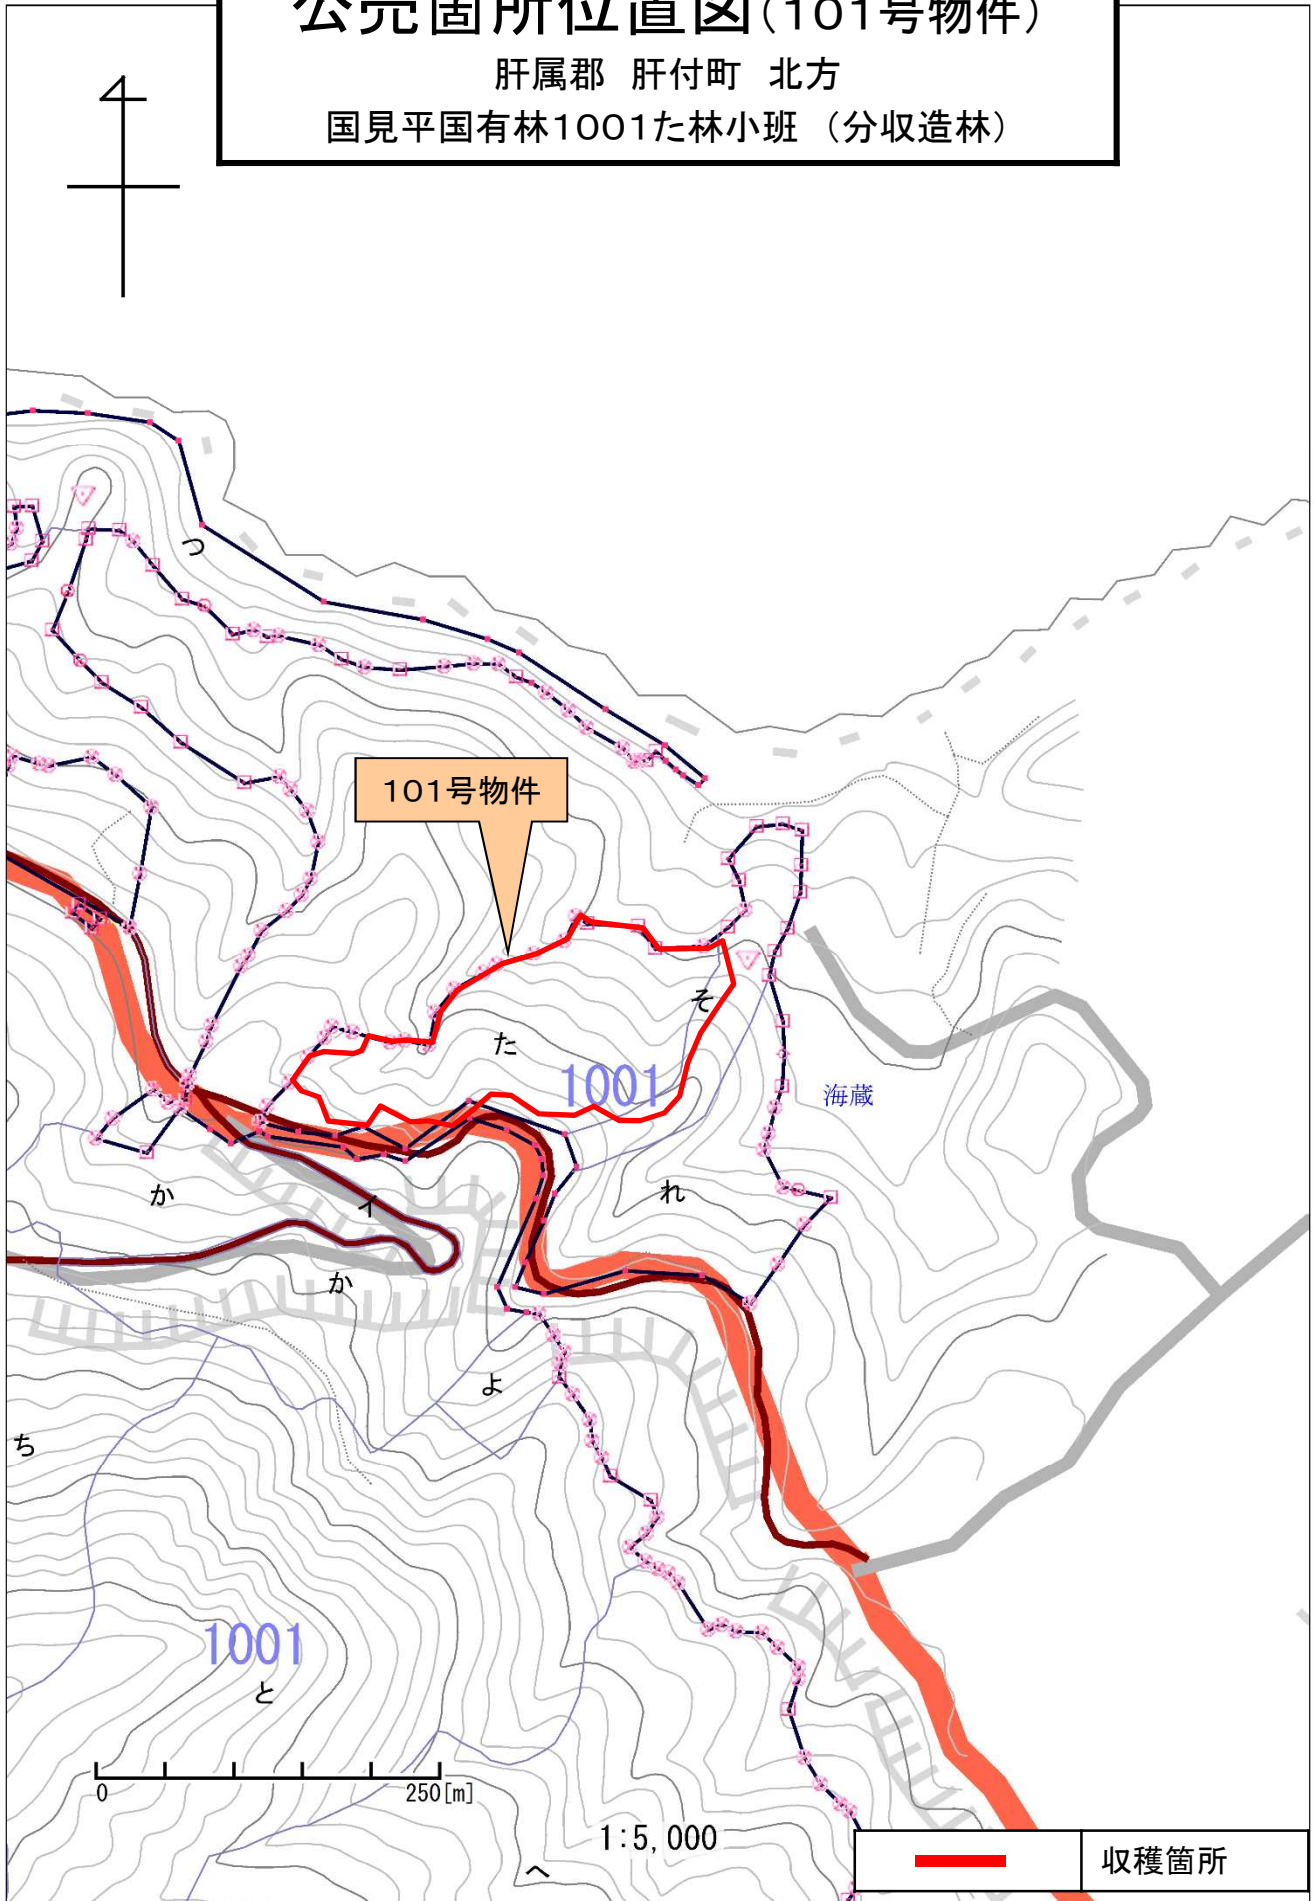 公売箇所位置図(101号物件)
肝属郡 肝付町 北方
国見平国有林1001た林小班 (分収造林)
つ
101号物件
そ
た
1001
海蔵
か
イ
れ
か
よ
ち
1001
と
0 250[m]
1:5,000
へ
収穫箇所